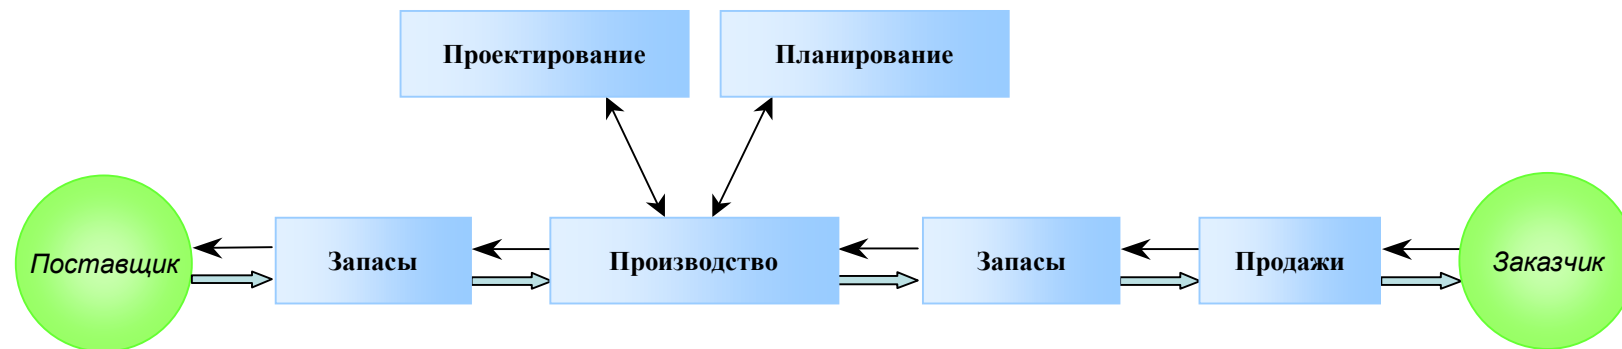 Проектирование
Планирование
Поставщик
Запасы
Производство
Запасы
Продажи
Заказчик